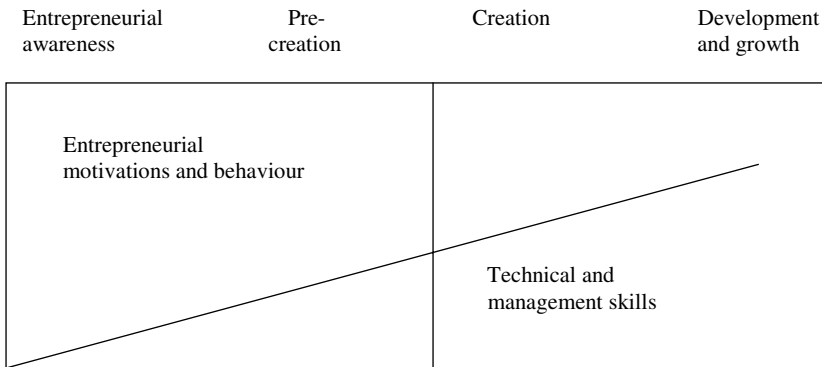 Entrepreneurial
awareness
Pre-
creation
Creation
Development
and growth
Entrepreneurial
motivations and behaviour
Technical and
management skills